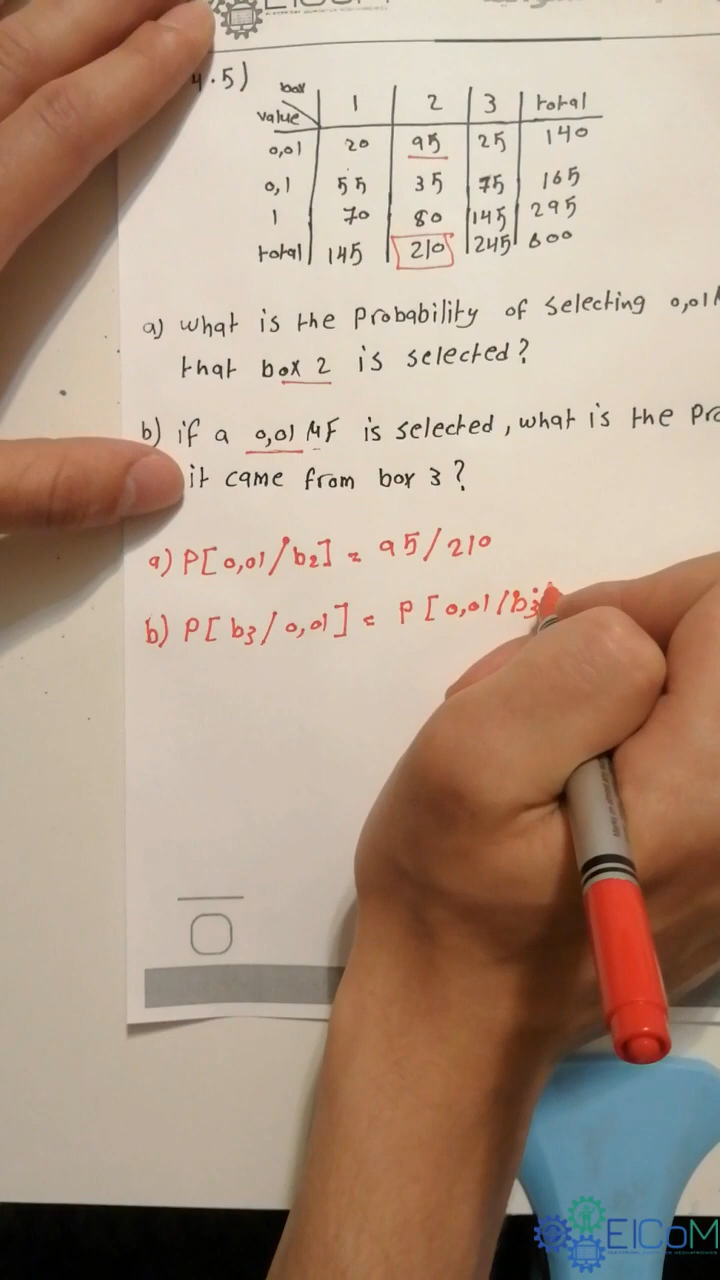 EICoM
4.5)
box 1 2 3 total
value
0,01 20 95 25 140
0,1 55 35 75 165
1 70 80 145 295
total 145 210 245 600
a) what is the Probability of selecting 0,01
that box 2 is selected?
b) if a 0,01 MF is selected, what is the Pro
it came from box 3?
a) P[0,01/b2] = 95/210
b) P[b3/0,01] = P[0,01/b3
EICoM